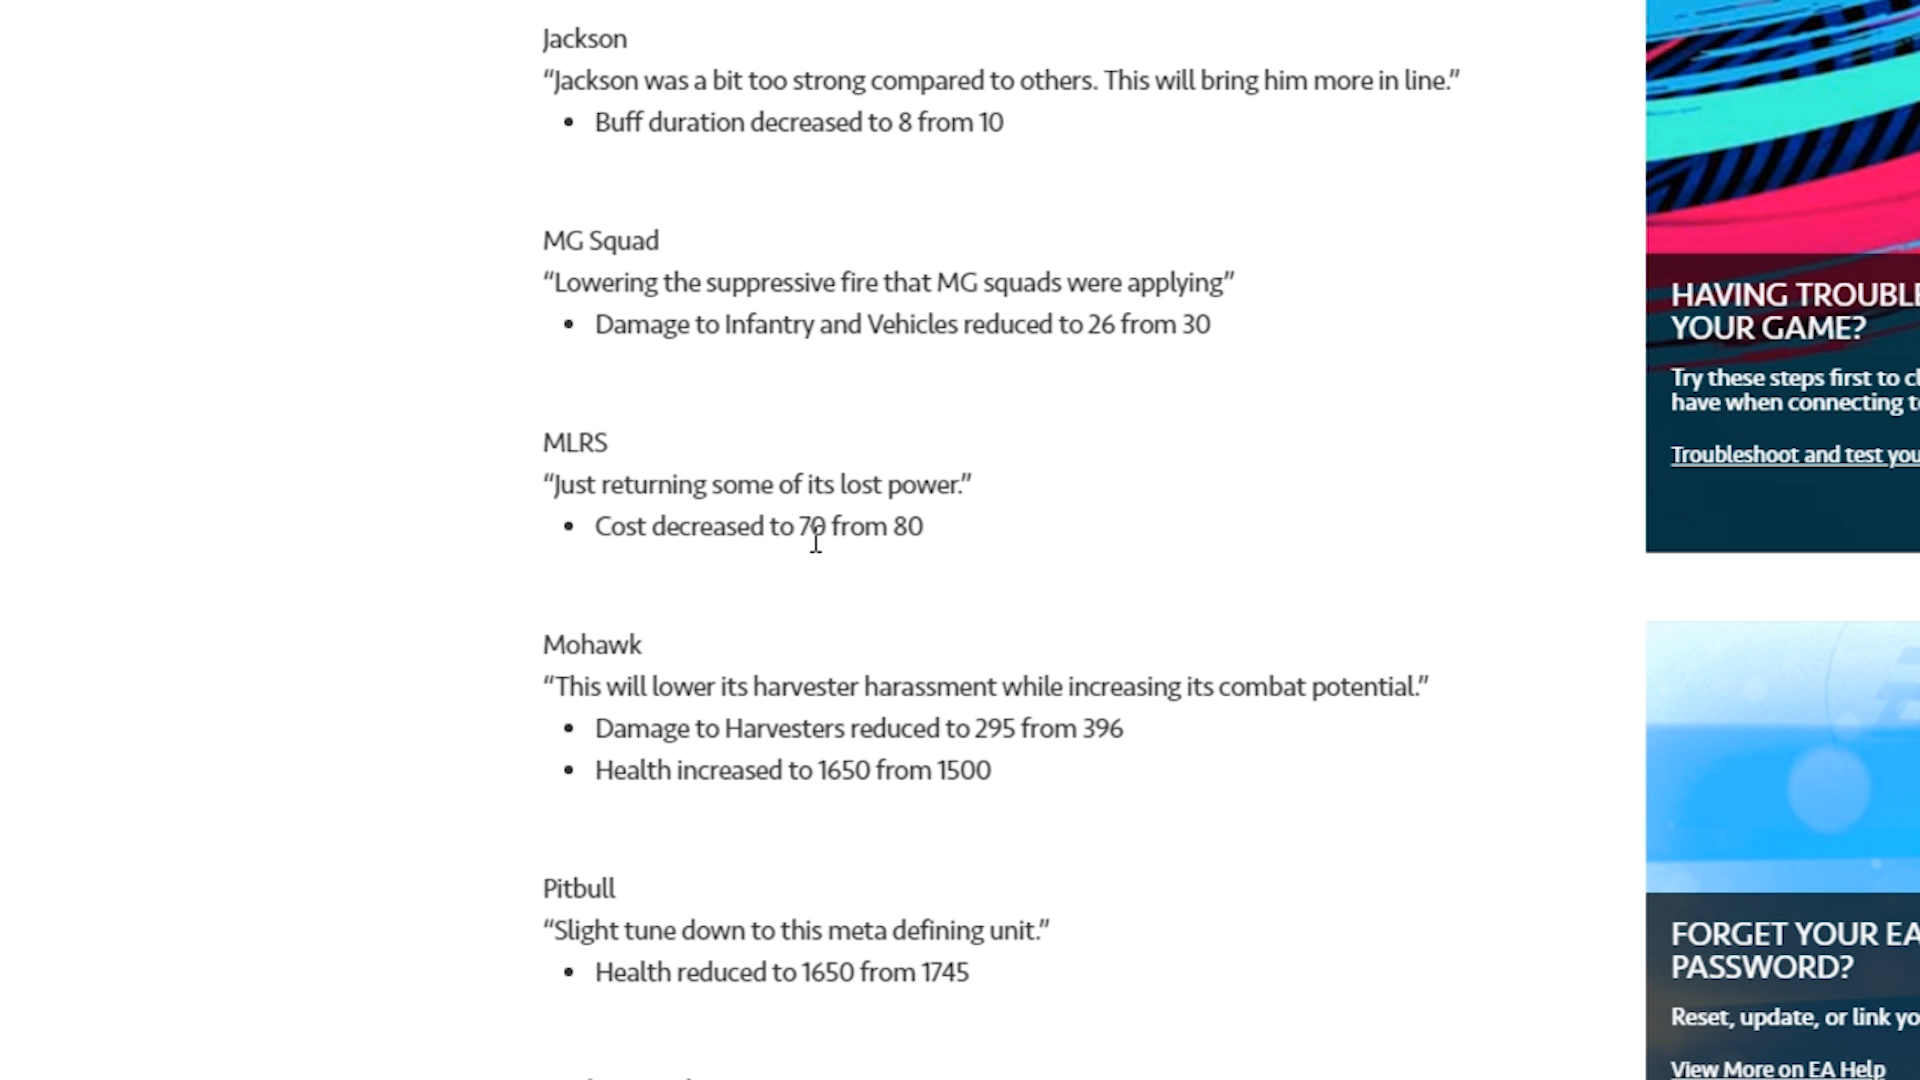 Jackson
“Jackson was a bit too strong compared to others. This will bring him more in line.”
• Buff duration decreased to 8 from 10
MG Squad
“Lowering the suppressive fire that MG squads were applying”
• Damage to Infantry and Vehicles reduced to 26 from 30
MLRS
“Just returning some of its lost power.”
• Cost decreased to 70 from 80
Mohawk
“This will lower its harvester harassment while increasing its combat potential.”
• Damage to Harvesters reduced to 295 from 396
• Health increased to 1650 from 1500
Pitbull
“Slight tune down to this meta defining unit.”
• Health reduced to 1650 from 1745
HAVING TROUBLE
YOUR GAME?
Try these steps first to
have when connecting
Troubleshoot and test
FORGET YOUR EA
PASSWORD?
Reset, update, or link
View More on EA Help